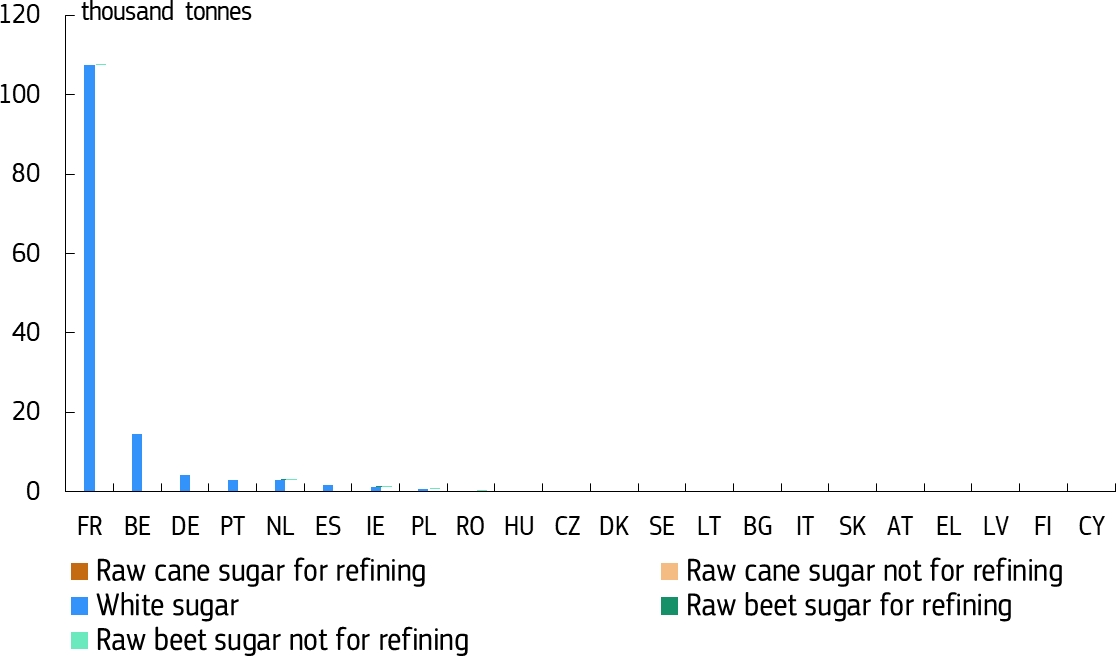 thousand tonnes
120
100
80
60
40
20
0
FR BE DE PT NL ES IE PL RO HU CZ DK SE LT BG IT SK AT EL LV FI CY
Raw cane sugar for refining
Raw cane sugar not for refining
White sugar
Raw beet sugar for refining
Raw beet sugar not for refining